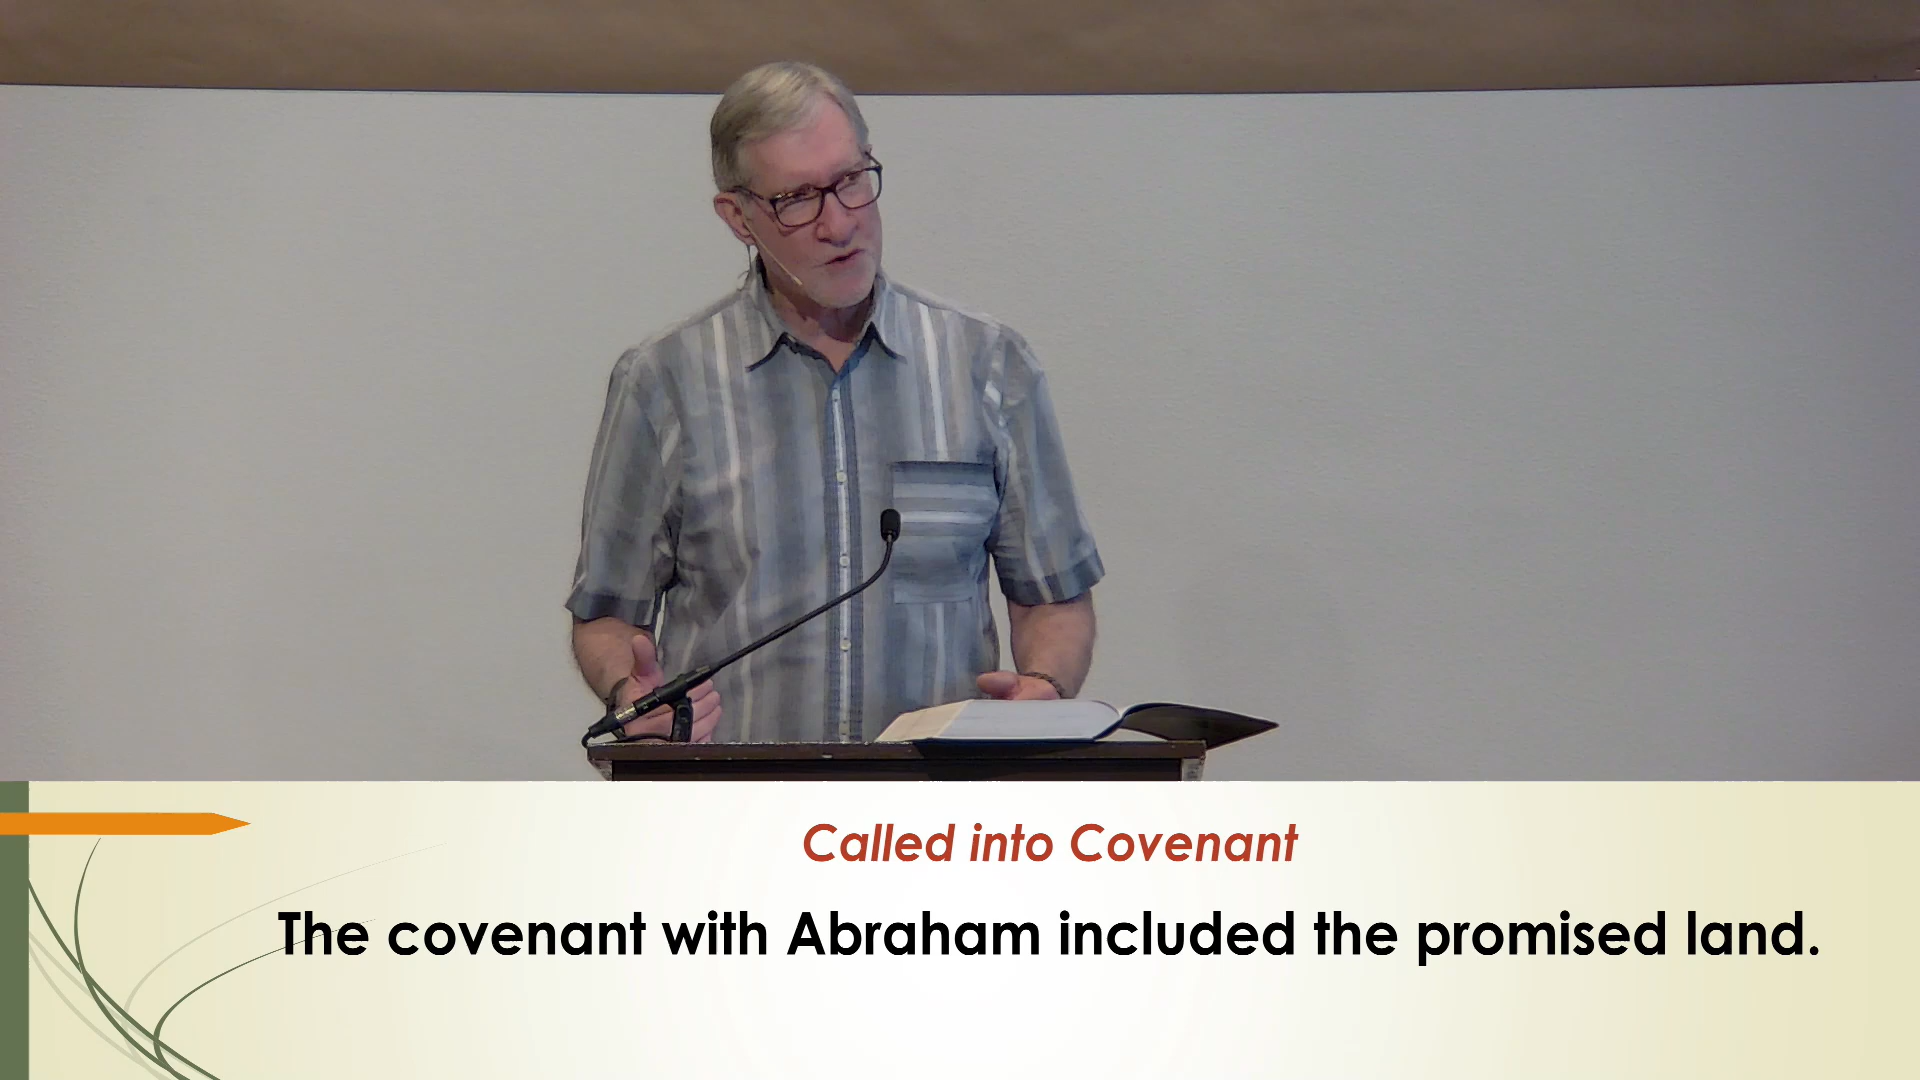 Called into Covenant
The covenant with Abraham included the promised land.